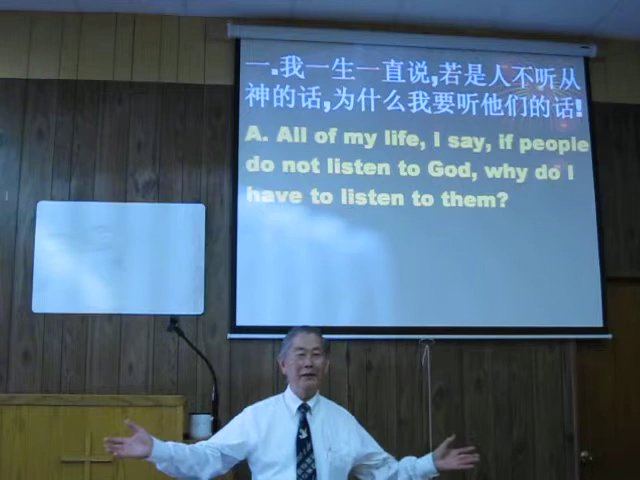 一.我一生一直说,若是人不听从
神的话,为什么我要听他们的话!
A. All of my life, I say, if people
do not listen to God, why do I
have to listen to them?